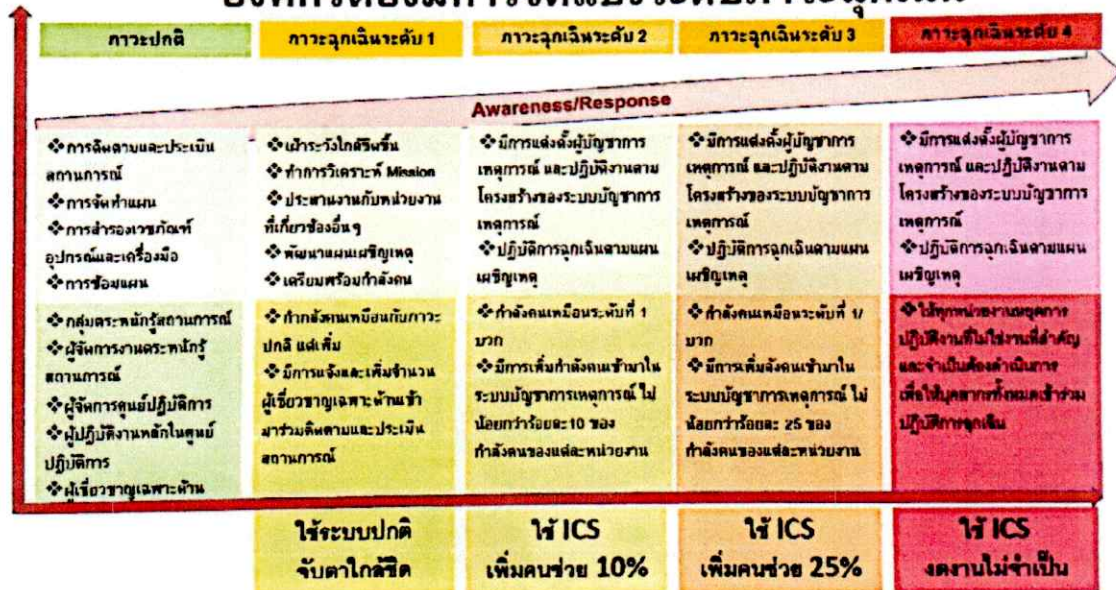 องค์กรต้องมีการจัดแบ่งระดับภาวะฉุกเฉิน
ภาวะปกติ
ภาวะฉุกเฉินระดับ 1
ภาวะฉุกเฉินระดับ 2
ภาวะฉุกเฉินระดับ 3
ภาวะฉุกเฉินระดับ 4
Awareness/Response
❖การติดตามและประเมิน
สถานการณ์
❖การจัดทำแผน
❖การสำรองเวชภัณฑ์
อุปกรณ์และเครื่องมือ
❖การซ้อมแผน
❖เฝ้าระวังใกล้ชิดขึ้น
❖ทำการวิเคราะห์ Mission
❖ประสานงานกับหน่วยงาน
ที่เกี่ยวข้องอื่นๆ
❖พัฒนาแผนเผชิญเหตุ
❖เตรียมพร้อมกำลังคน
❖มีการแต่งตั้งผู้บัญชาการ
เหตุการณ์ และปฏิบัติงานตาม
โครงสร้างของระบบบัญชาการ
เหตุการณ์
❖ปฏิบัติการฉุกเฉินตามแผน
เผชิญเหตุ
❖มีการแต่งตั้งผู้บัญชาการ
เหตุการณ์ และปฏิบัติงานตาม
โครงสร้างของระบบบัญชาการ
เหตุการณ์
❖ปฏิบัติการฉุกเฉินตามแผน
เผชิญเหตุ
❖มีการแต่งตั้งผู้บัญชาการ
เหตุการณ์ และปฏิบัติงานตาม
โครงสร้างของระบบบัญชาการ
เหตุการณ์
❖ปฏิบัติการฉุกเฉินตามแผน
เผชิญเหตุ
❖กลุ่มตระหนักรู้สถานการณ์
❖ผู้จัดการงานตระหนักรู้
สถานการณ์
❖ผู้จัดการศูนย์ปฏิบัติการ
❖ผู้ปฏิบัติงานหลักในศูนย์
ปฏิบัติการ
❖ผู้เชี่ยวชาญเฉพาะด้าน
❖กำกลังคนเหมือนกับภาวะ
ปกติ แต่เพิ่ม
❖มีการแจ้งและเพิ่มจำนวน
ผู้เชี่ยวชาญเฉพาะด้านเข้า
มาร่วมติดตามและประเมิน
สถานการณ์
❖กำลังคนเหมือนระดับที่ 1
บวก
❖มีการเพิ่มกำลังคนเข้ามาใน
ระบบบัญชาการเหตุการณ์ ไม่
น้อยกว่าร้อยละ 10 ของ
กำลังคนของแต่ละหน่วยงาน
❖กำลังคนเหมือนระดับที่ 1/
บวก
❖มีการเพิ่มลังคนเข้ามาใน
ระบบบัญชาการเหตุการณ์ ไม่
น้อยกว่าร้อยละ 25 ของ
กำลังคนของแต่ละหน่วยงาน
❖ให้ทุกหน่วยงานหยุดการ
ปฏิบัติงานที่ไม่ใช่งานที่สำคัญ
และจำเป็นต้องดำเนินการ
เพื่อให้บุคลากรทั้งหมดเข้าร่วม
ปฏิบัติการฉุกเฉิน
ใช้ระบบปกติ
จับตาใกล้ชิด
ใช้ ICS
เพิ่มคนช่วย 10%
ใช้ ICS
เพิ่มคนช่วย 25%
ใช้ ICS
งดงานไม่จำเป็น